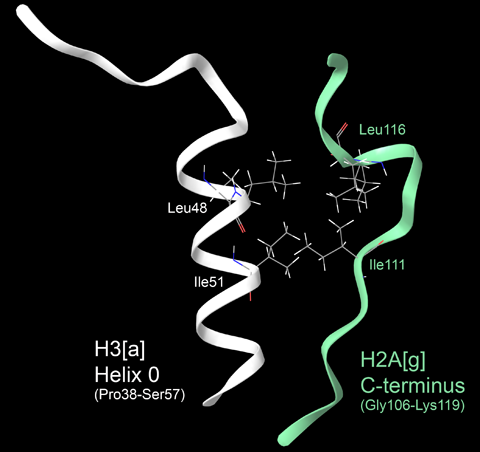 Leu116
Leu48
Ile111
Ile51
H3[a]
Helix 0
(Pro38-Ser57)
H2A[g]
C-terminus
(Gly106-Lys119)